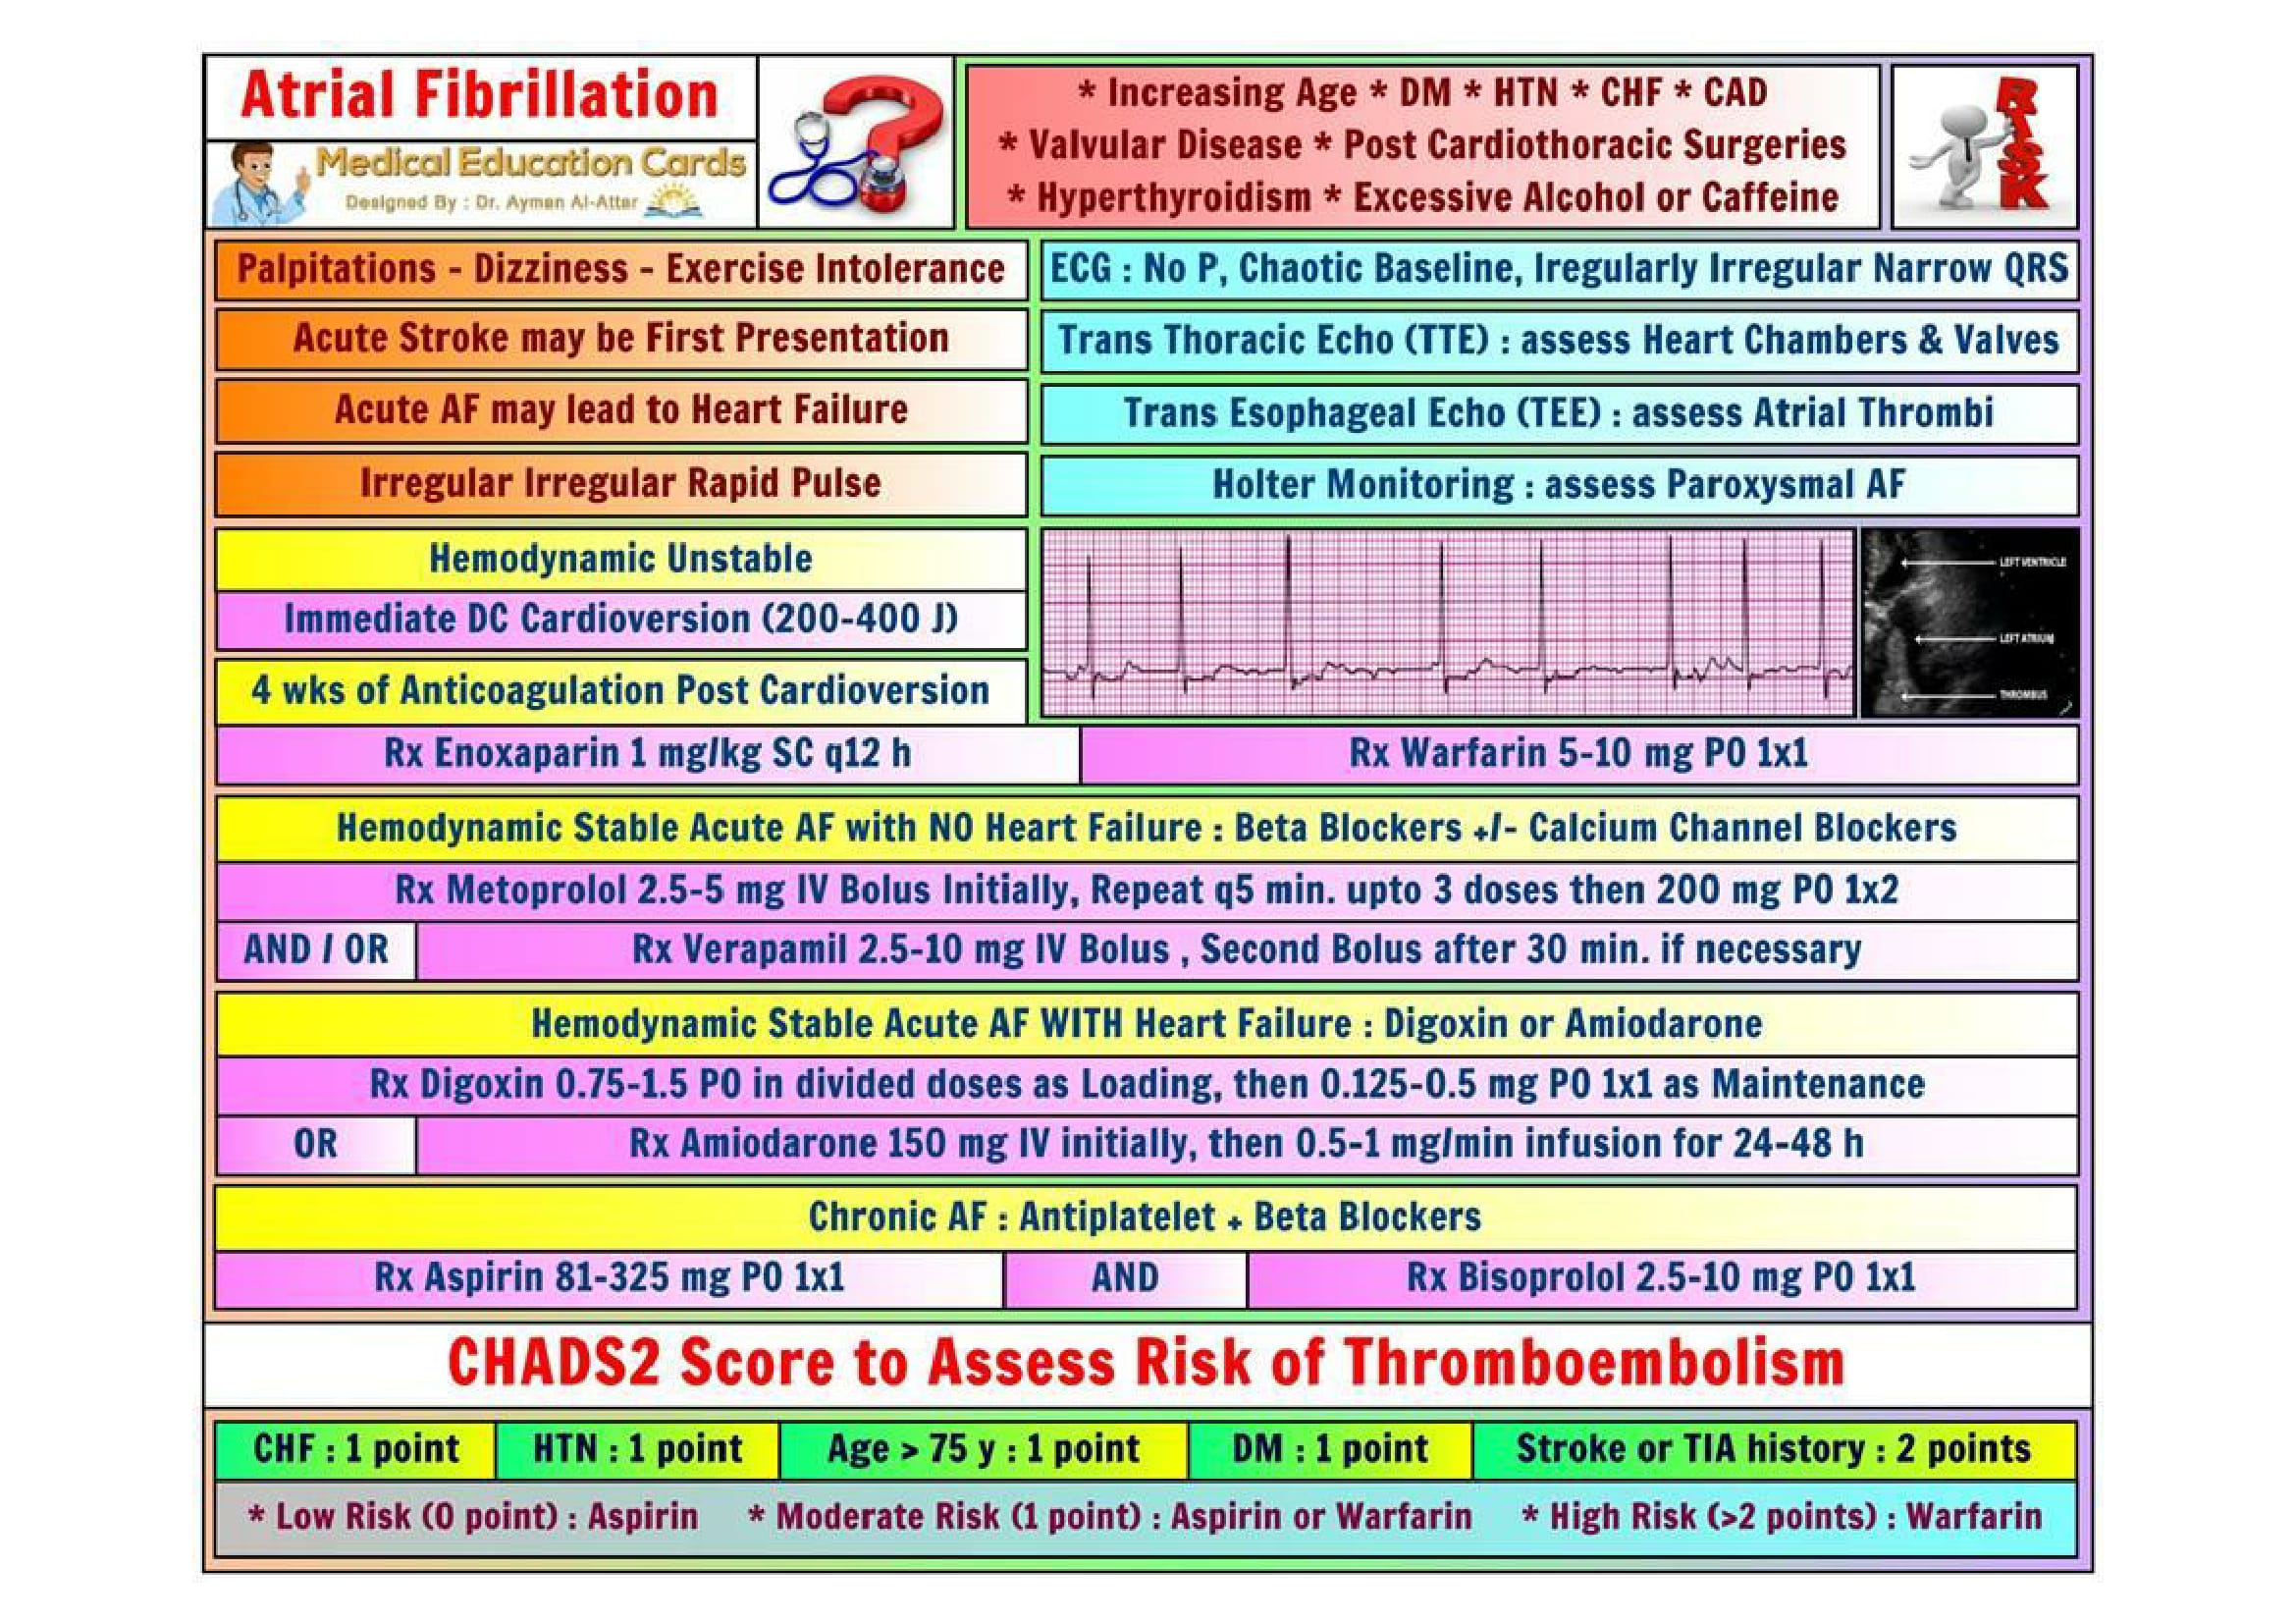 Atrial Fibrillation
Medical Education Cards
Designed By : Dr. Ayman Al-Attar
* Increasing Age * DM * HTN * CHF * CAD
* Valvular Disease * Post Cardiothoracic Surgeries
* Hyperthyroidism * Excessive Alcohol or Caffeine
RISK
Palpitations - Dizziness - Exercise Intolerance
Acute Stroke may be First Presentation
Acute AF may lead to Heart Failure
Irregular Irregular Rapid Pulse
ECG : No P, Chaotic Baseline, Iregularly Irregular Narrow QRS
Trans Thoracic Echo (TTE) : assess Heart Chambers & Valves
Trans Esophageal Echo (TEE) : assess Atrial Thrombi
Holter Monitoring : assess Paroxysmal AF
Hemodynamic Unstable
Immediate DC Cardioversion (200-400 J)
4 wks of Anticoagulation Post Cardioversion
LEFT VENTRICLE
LEFT ATRIUM
THROMBUS
Rx Enoxaparin 1 mg/kg SC q12 h
Rx Warfarin 5-10 mg PO 1x1
Hemodynamic Stable Acute AF with NO Heart Failure : Beta Blockers +/- Calcium Channel Blockers
Rx Metoprolol 2.5-5 mg IV Bolus Initially, Repeat q5 min. upto 3 doses then 200 mg PO 1x2
AND / OR
Rx Verapamil 2.5-10 mg IV Bolus , Second Bolus after 30 min. if necessary
Hemodynamic Stable Acute AF WITH Heart Failure : Digoxin or Amiodarone
Rx Digoxin 0.75-1.5 PO in divided doses as Loading, then 0.125-0.5 mg PO 1x1 as Maintenance
OR
Rx Amiodarone 150 mg IV initially, then 0.5-1 mg/min infusion for 24-48 h
Chronic AF : Antiplatelet + Beta Blockers
Rx Aspirin 81-325 mg PO 1x1
AND
Rx Bisoprolol 2.5-10 mg PO 1x1
CHADS2 Score to Assess Risk of Thromboembolism
CHF : 1 point
HTN : 1 point
Age > 75 y : 1 point
DM : 1 point
Stroke or TIA history : 2 points
* Low Risk (0 point) : Aspirin
* Moderate Risk (1 point) : Aspirin or Warfarin
* High Risk (>2 points) : Warfarin